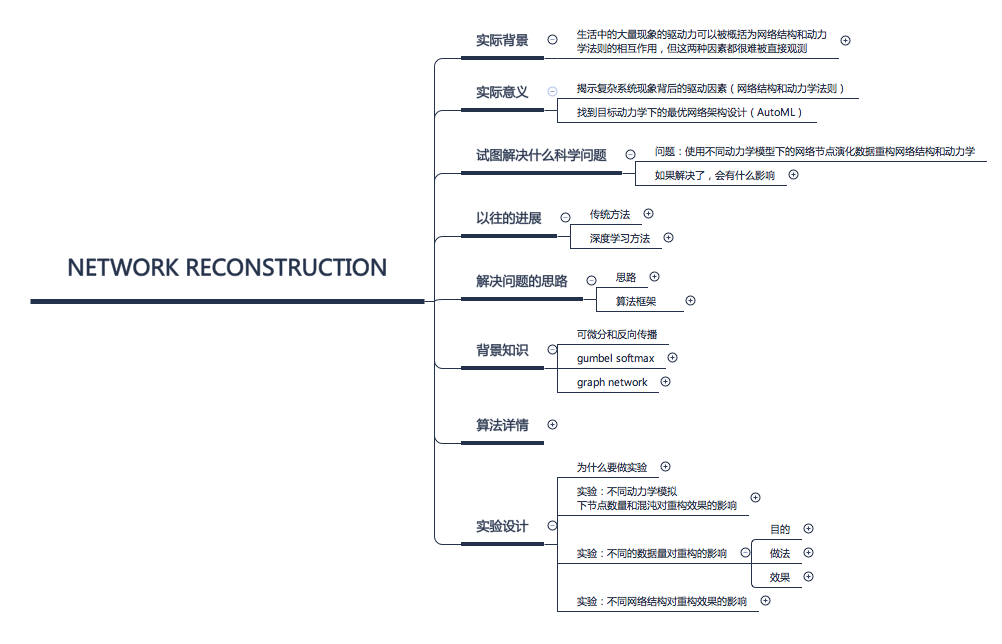 NETWORK RECONSTRUCTION
实际背景
生活中的大量现象的驱动力可以被概括为网络结构和动力
学法则的相互作用，但这两种因素都很难被直接观测
实际意义
揭示复杂系统现象背后的驱动因素（网络结构和动力学法则）
找到目标动力学下的最优网络架构设计（AutoML）
试图解决什么科学问题
问题：使用不同动力学模型下的网络节点演化数据重构网络结构和动力学
如果解决了，会有什么影响
以往的进展
传统方法
深度学习方法
解决问题的思路
思路
算法框架
背景知识
可微分和反向传播
gumbel softmax
graph network
算法详情
实验设计
为什么要做实验
实验：不同动力学模拟
下节点数量和混沌对重构效果的影响
实验：不同的数据量对重构的影响
目的
做法
效果
实验：不同网络结构对重构效果的影响